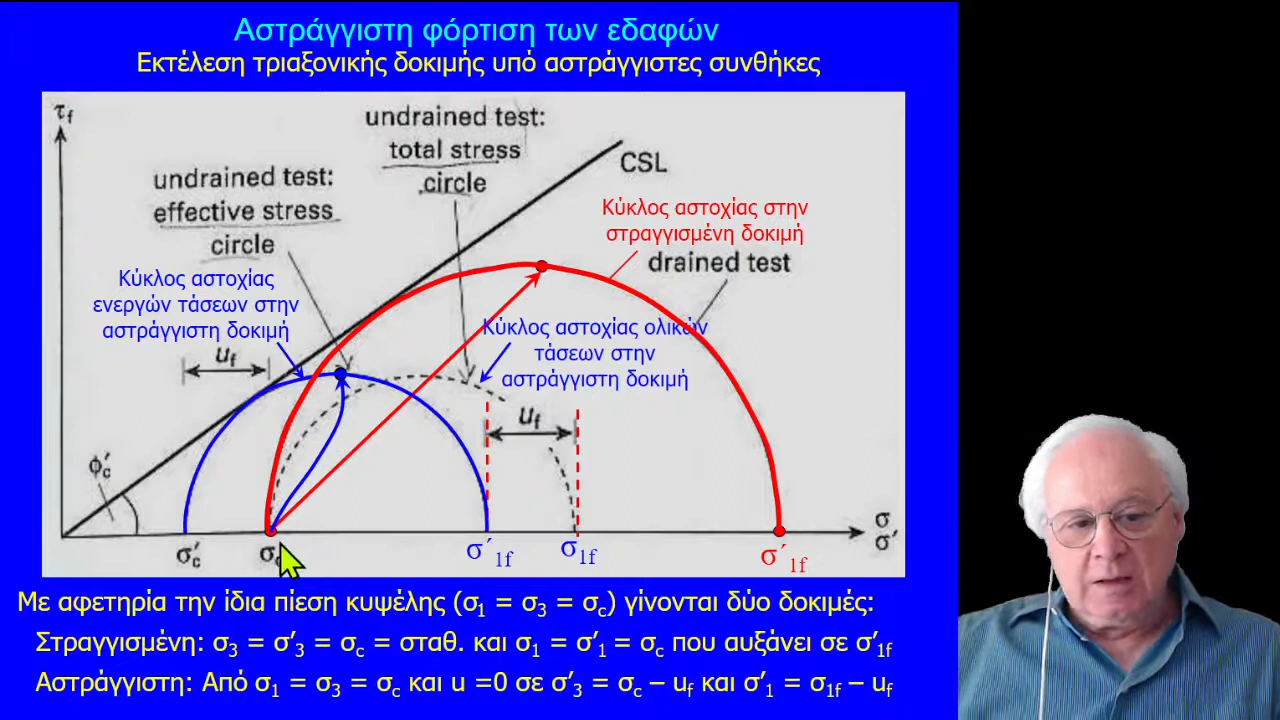 Αστράγγιστη φόρτιση των εδαφών
Εκτέλεση τριαξονικής δοκιμής υπό αστράγγιστες συνθήκες
τf
undrained test:
total stress
circle
CSL
undrained test:
effective stress
circle
Κύκλος αστοχίας στην
στραγγισμένη δοκιμή
drained test
Κύκλος αστοχίας
ενεργών τάσεων στην
αστράγγιστη δοκιμή
Κύκλος αστοχίας ολικών
τάσεων στην
αστράγγιστη δοκιμή
uf
uf
ϕ′c
σ
σ′
σ′c
σc
σ΄1f
σ1f
σ΄1f
Με αφετηρία την ίδια πίεση κυψέλης (σ1 = σ3 = σc) γίνονται δύο δοκιμές:
Στραγγισμένη: σ3 = σ′3 = σc = σταθ. και σ1 = σ′1 = σc που αυξάνει σε σ′1f
Αστράγγιστη: Από σ1 = σ3 = σc και u =0 σε σ′3 = σc – uf και σ′1 = σ1f – uf